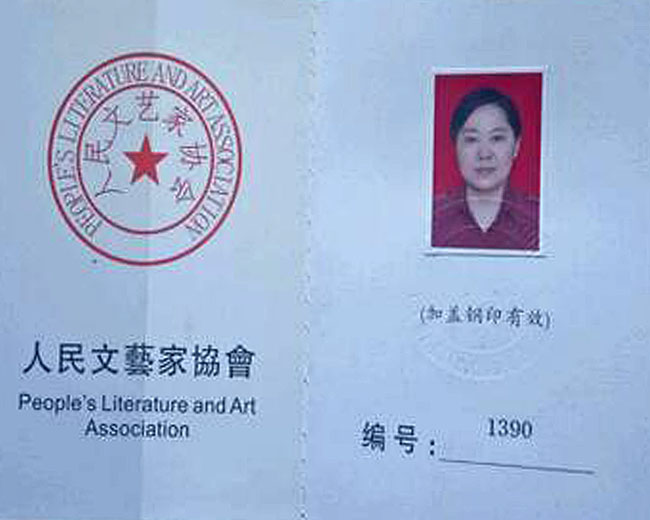 PEOPLE'S LITERATURE AND ART ASSOCIATION
人民文艺家协会
人民文藝家協會
People's Literature and Art
Association
(加盖钢印有效)
编号：1390